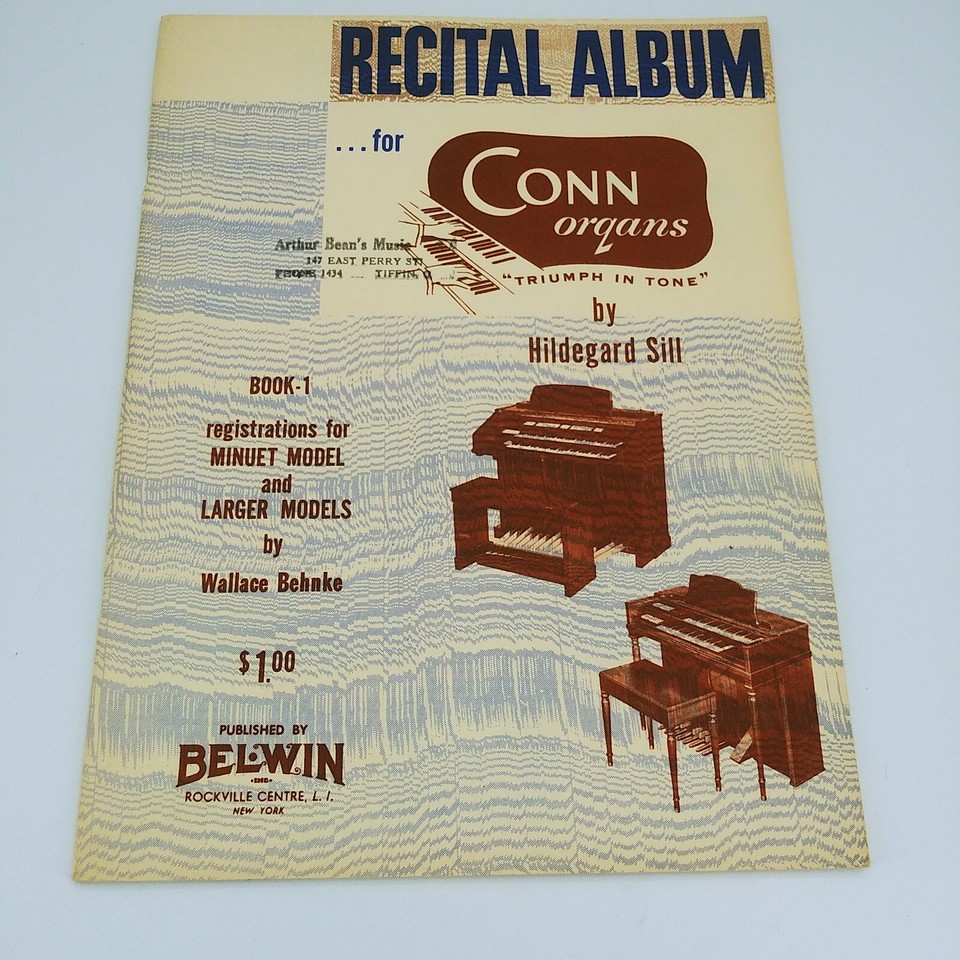 RECITAL ALBUM
...for
CONN
organs
"TRIUMPH IN TONE"
Arthur Bean's Music
147 EAST PERRY ST.
PHONE 1434 TIFFIN, O
by
Hildegard Sill
BOOK-1
registrations for
MINUET MODEL
and
LARGER MODELS
by
Wallace Behnke
$1.00
PUBLISHED BY
BELWIN
INC.
ROCKVILLE CENTRE, L. I.
NEW YORK